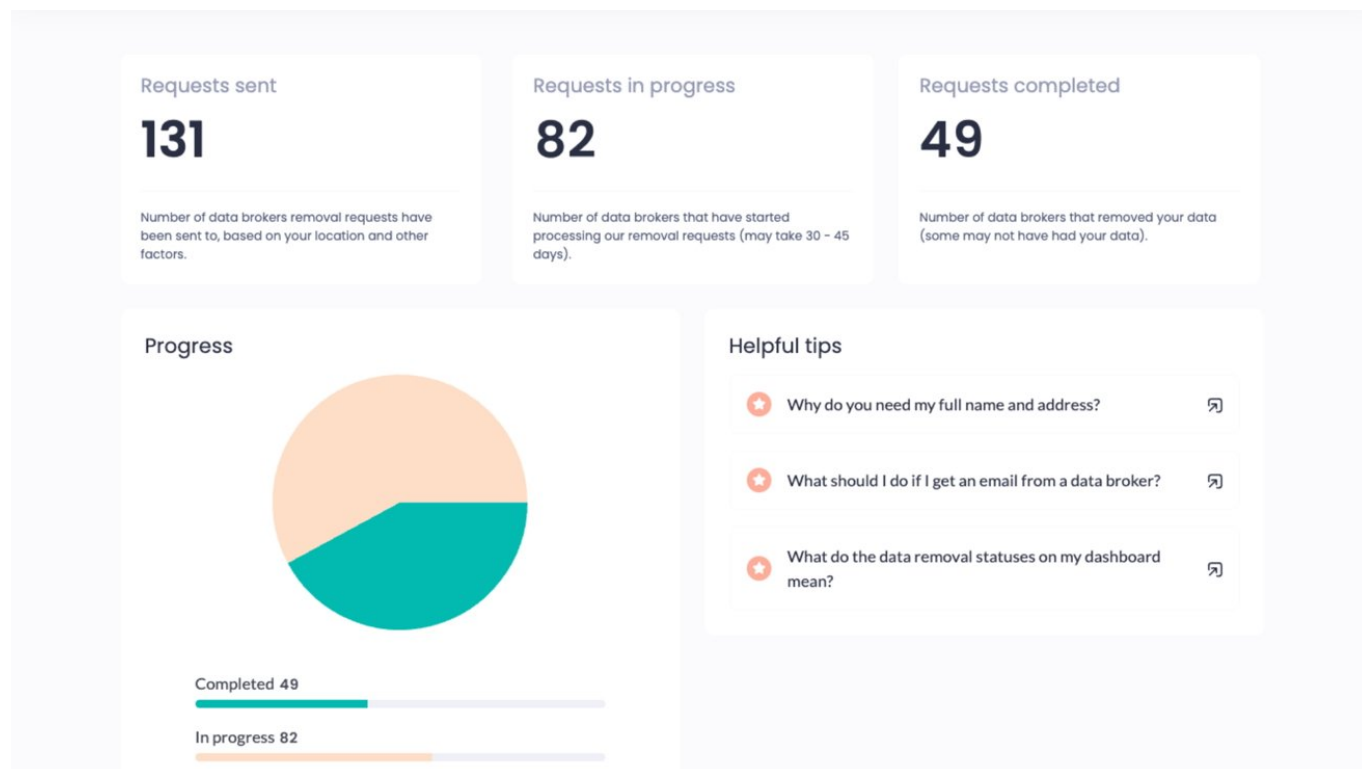 Requests sent
131
Number of data brokers removal requests have
been sent to, based on your location and other
factors.
Requests in progress
82
Number of data brokers that have started
processing our removal requests (may take 30 - 45
days).
Requests completed
49
Number of data brokers that removed your data
(some may not have had your data).
Progress
Completed 49
In progress 82
Helpful tips
Why do you need my full name and address?
What should I do if I get an email from a data broker?
What do the data removal statuses on my dashboard
mean?